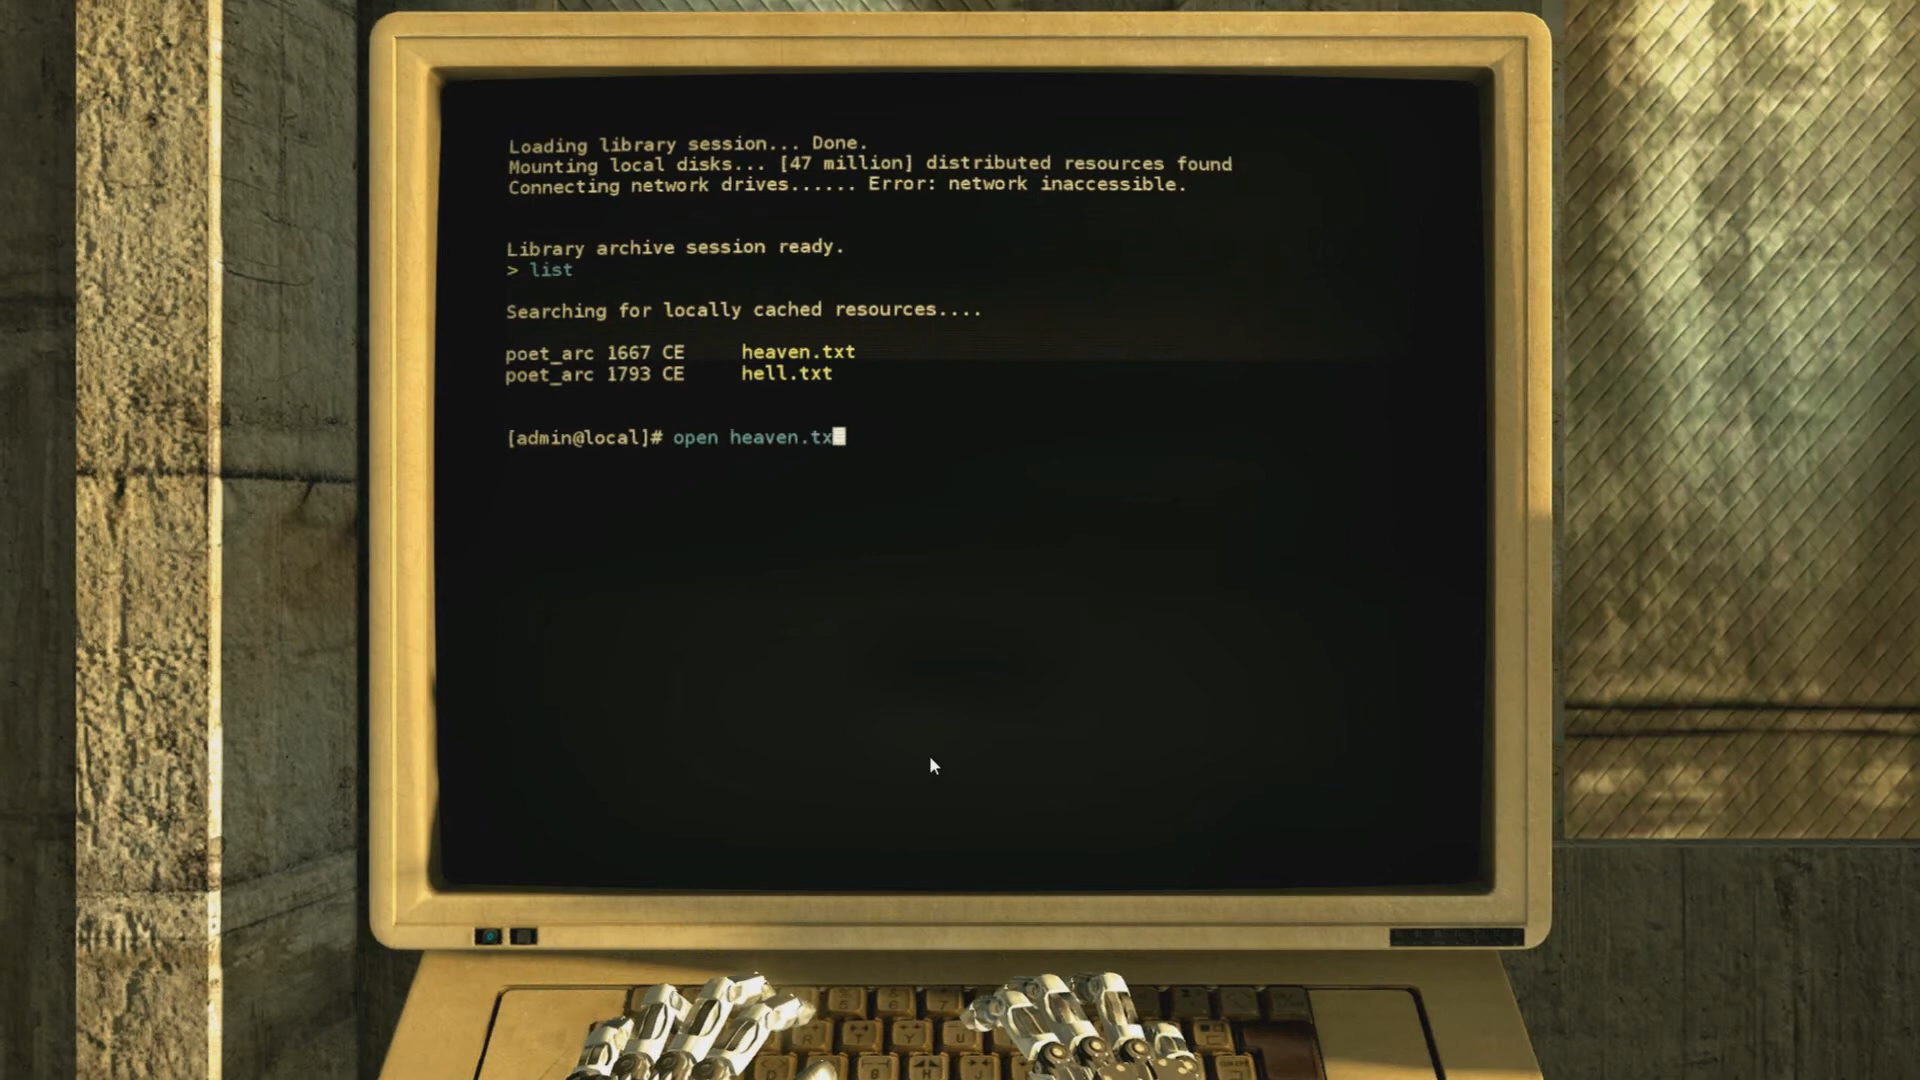 Loading library session... Done.
Mounting local disks... [47 million] distributed resources found
Connecting network drives...... Error: network inaccessible.
Library archive session ready.
> list
Searching for locally cached resources....
poet_arc 1667 CE heaven.txt
poet_arc 1793 CE hell.txt
[admin@local]# open heaven.tx